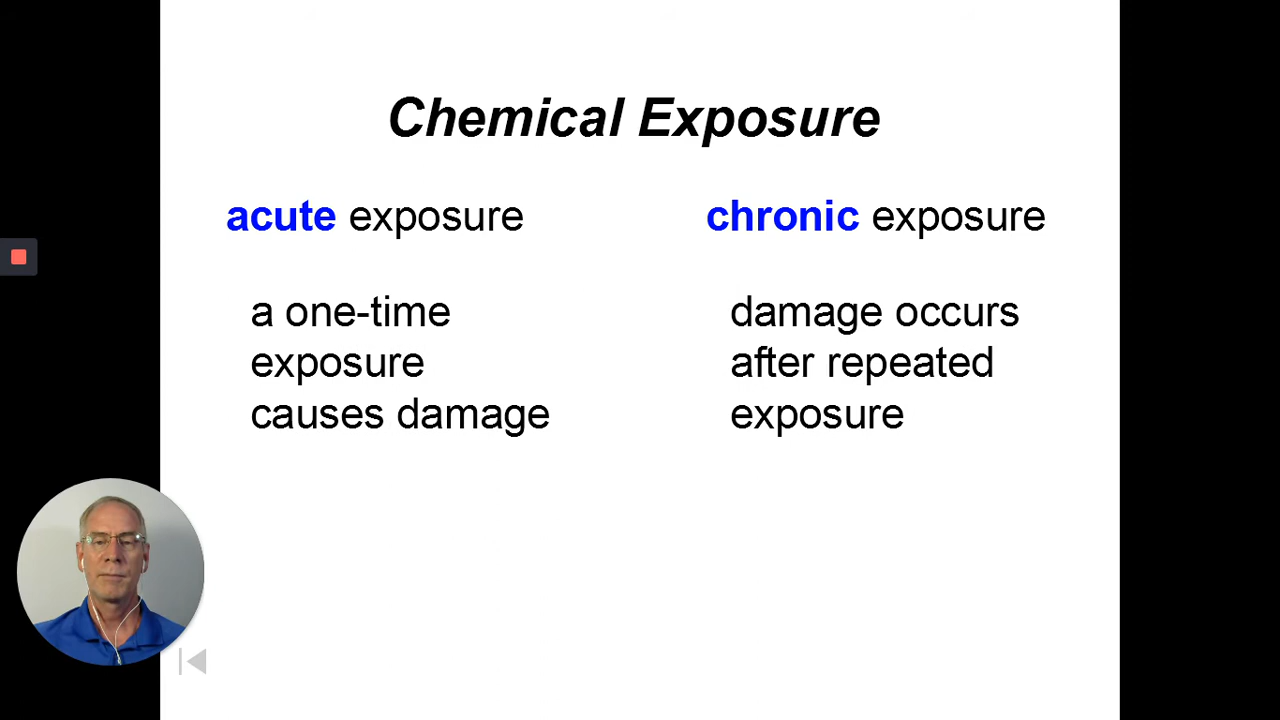 Chemical Exposure
acute exposure
a one-time
exposure
causes damage
chronic exposure
damage occurs
after repeated
exposure